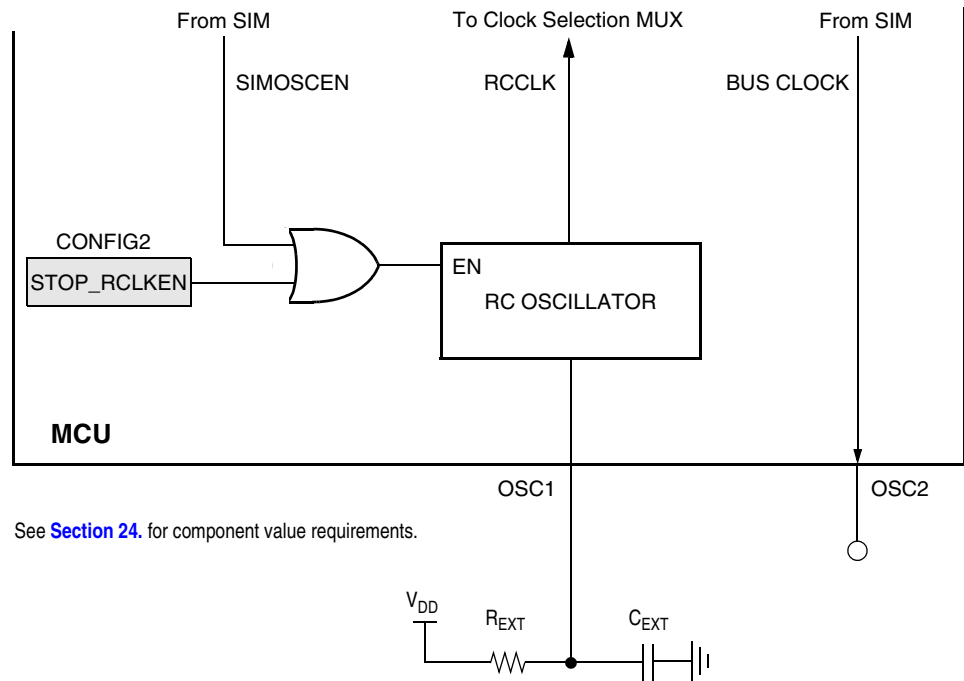 From SIM
To Clock Selection MUX
From SIM
SIMOSCEN
RCCLK
BUS CLOCK
CONFIG2
STOP_RCLKEN
EN
RC OSCILLATOR
MCU
OSC1
OSC2
See Section 24. for component value requirements.
VDD
REXT
CEXT